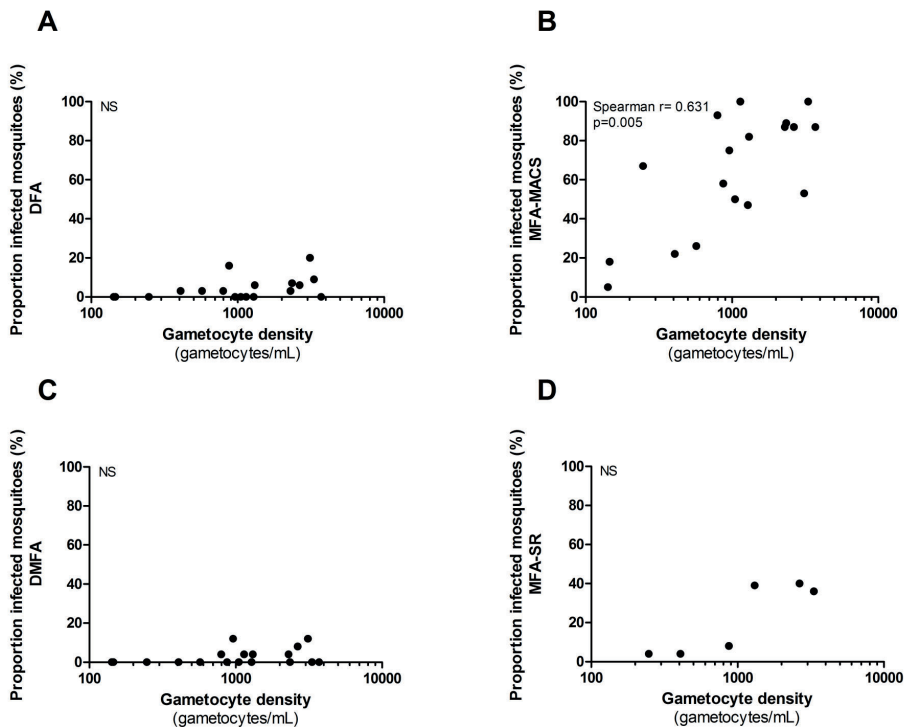 A
Proportion infected mosquitoes (%)
DFA
NS
100
80
60
40
20
0
100
1000
10000
Gametocyte density
(gametocytes/mL)
B
Proportion infected mosquitoes (%)
MFA-MACS
Spearman r= 0.631
p=0.005
100
80
60
40
20
0
100
1000
10000
Gametocyte density
(gametocytes/mL)
C
Proportion infected mosquitoes (%)
DMFA
NS
100
80
60
40
20
0
100
1000
10000
Gametocyte density
(gametocytes/mL)
D
Proportion infected mosquitoes (%)
MFA-SR
NS
100
80
60
40
20
0
100
1000
10000
Gametocyte density
(gametocytes/mL)